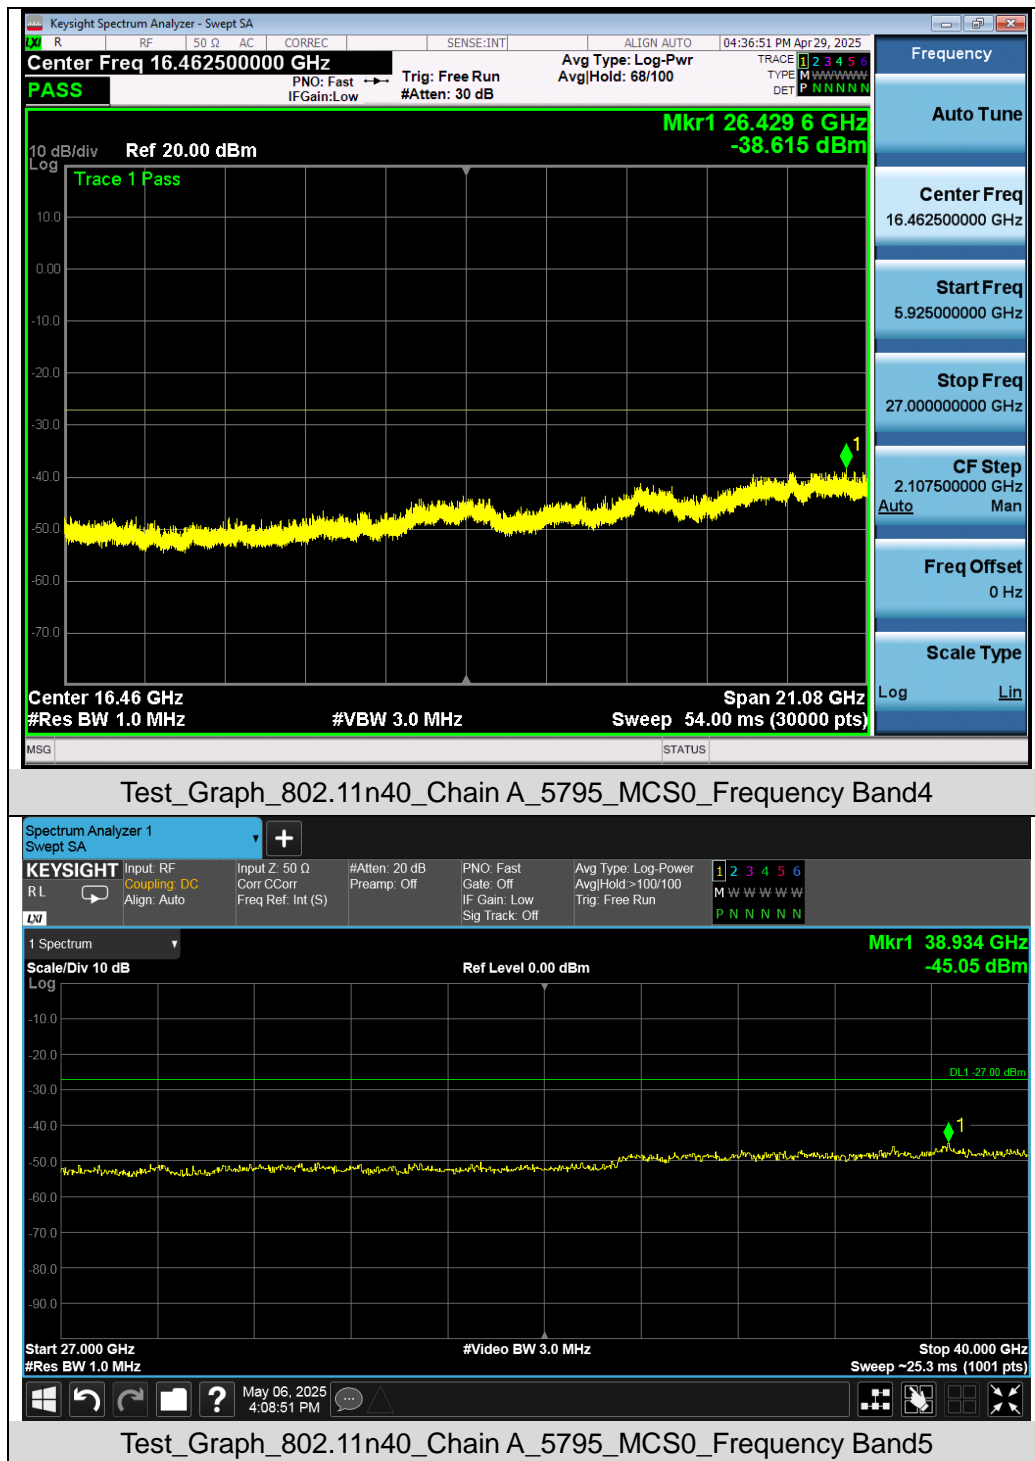 Keysight Spectrum Analyzer - Swept SA
LXI R RF 50 Ω AC CORREC SENSE:INT ALIGN AUTO 04:36:51 PM Apr 29, 2025
Center Freq 16.462500000 GHz
PNO: Fast
IFGain:Low
Trig: Free Run
#Atten: 30 dB
Avg Type: Log-Pwr
Avg|Hold: 68/100
TRACE 1 2 3 4 5 6
TYPE M W W W W W
DET P N N N N N
PASS
Mkr1 26.429 6 GHz
-38.615 dBm
10 dB/div Ref 20.00 dBm
Log
Trace 1 Pass
10.0
0.00
-10.0
-20.0
-30.0
-40.0
-50.0
-60.0
-70.0
1
Center 16.46 GHz Span 21.08 GHz
#Res BW 1.0 MHz #VBW 3.0 MHz Sweep 54.00 ms (30000 pts)
MSG STATUS
Frequency
Auto Tune
Center Freq
16.462500000 GHz
Start Freq
5.925000000 GHz
Stop Freq
27.000000000 GHz
CF Step
2.107500000 GHz
Auto Man
Freq Offset
0 Hz
Scale Type
Log Lin
Test_Graph_802.11n40_Chain A_5795_MCS0_Frequency Band4
Spectrum Analyzer 1
Swept SA
+
KEYSIGHT
RL
LXI
Input: RF
Coupling: DC
Align: Auto
Input Z: 50 Ω
Corr CCorr
Freq Ref: Int (S)
#Atten: 20 dB
Preamp: Off
PNO: Fast
Gate: Off
IF Gain: Low
Sig Track: Off
Avg Type: Log-Power
Avg|Hold:>100/100
Trig: Free Run
1 2 3 4 5 6
M W W W W W
P N N N N N
1 Spectrum
Mkr1 38.934 GHz
-45.05 dBm
Scale/Div 10 dB Ref Level 0.00 dBm
Log
-10.0
-20.0
-30.0
-40.0
-50.0
-60.0
-70.0
-80.0
-90.0
DL1 -27.00 dBm
1
Start 27.000 GHz #Video BW 3.0 MHz Stop 40.000 GHz
#Res BW 1.0 MHz Sweep ~25.3 ms (1001 pts)
?
May 06, 2025
4:08:51 PM
Test_Graph_802.11n40_Chain A_5795_MCS0_Frequency Band5